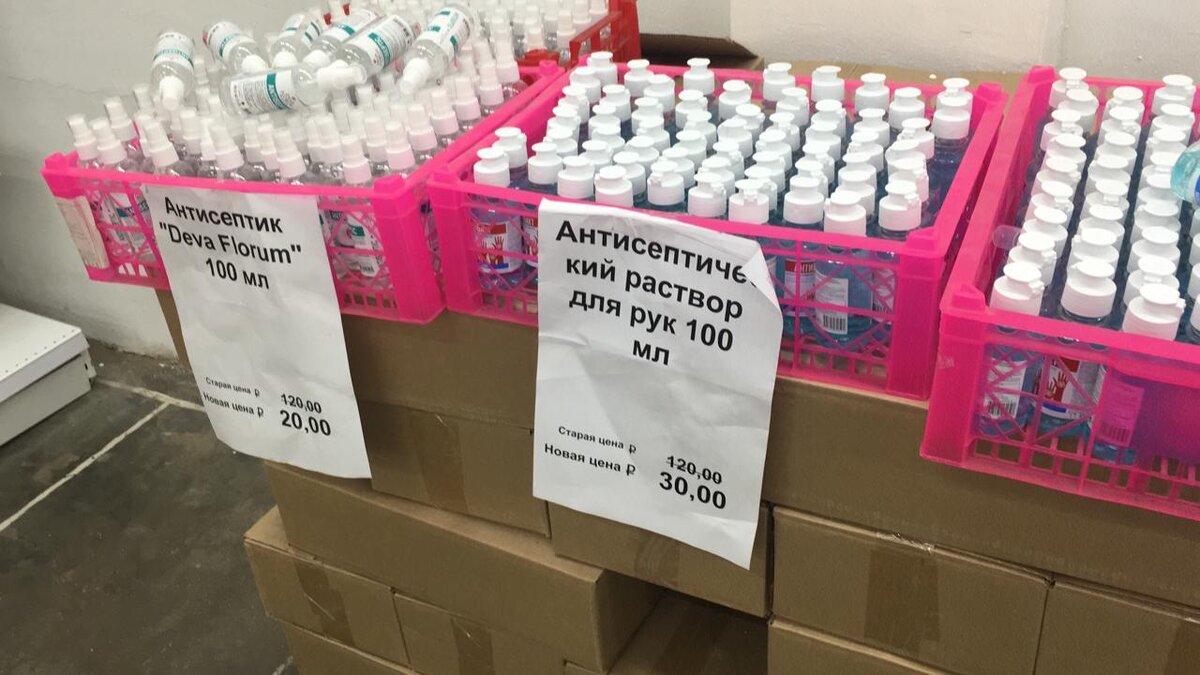 Антисептик
"Deva Florum"
100 мл
Старая цена ₽ 120,00
Новая цена ₽ 20,00
Антисептиче
кий раствор
для рук 100
мл
Старая цена ₽ 120,00
Новая цена ₽ 30,00